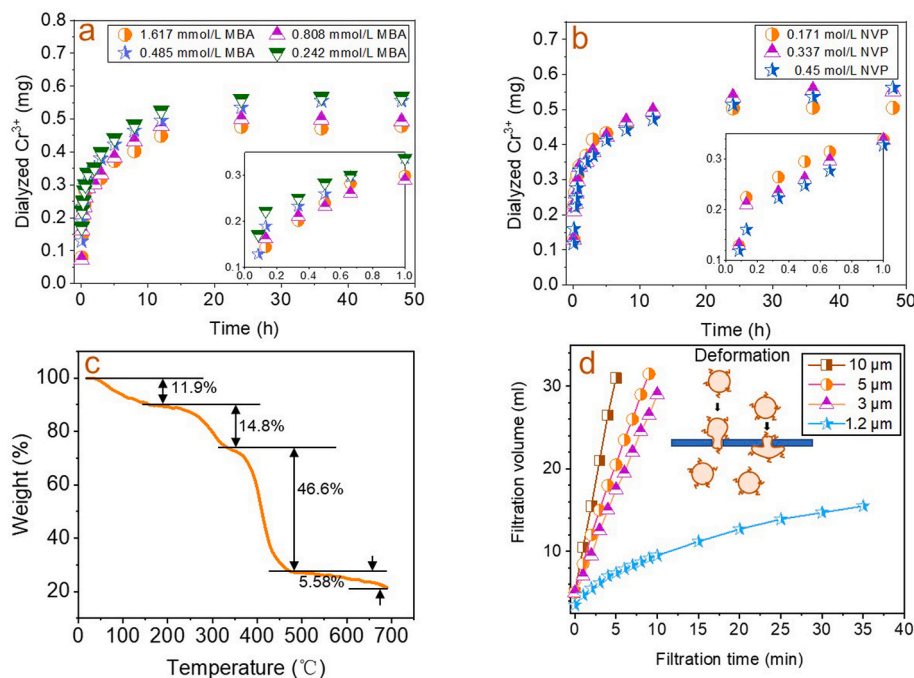 a
1.617 mmol/L MBA
0.808 mmol/L MBA
0.485 mmol/L MBA
0.242 mmol/L MBA
Dialyzed Cr³⁺ (mg)
0.8
0.7
0.6
0.5
0.4
0.3
0.2
0.1
0.0
0.3
0.2
0.1
0.0 0.2 0.4 0.6 0.8 1.0
0 10 20 30 40 50
Time (h)
b
0.171 mol/L NVP
0.337 mol/L NVP
0.45 mol/L NVP
Dialyzed Cr³⁺ (mg)
0.7
0.6
0.5
0.4
0.3
0.2
0.1
0.0
0.3
0.2
0.1
0.0 0.2 0.4 0.6 0.8 1.0
0 10 20 30 40 50
Time (h)
c
Weight (%)
100
80
60
40
20
11.9%
14.8%
46.6%
5.58%
0 100 200 300 400 500 600 700
Temperature (℃)
d
Deformation
10 μm
5 μm
3 μm
1.2 μm
Filtration volume (ml)
40
30
20
10
0 5 10 15 20 25 30 35 40
Filtration time (min)